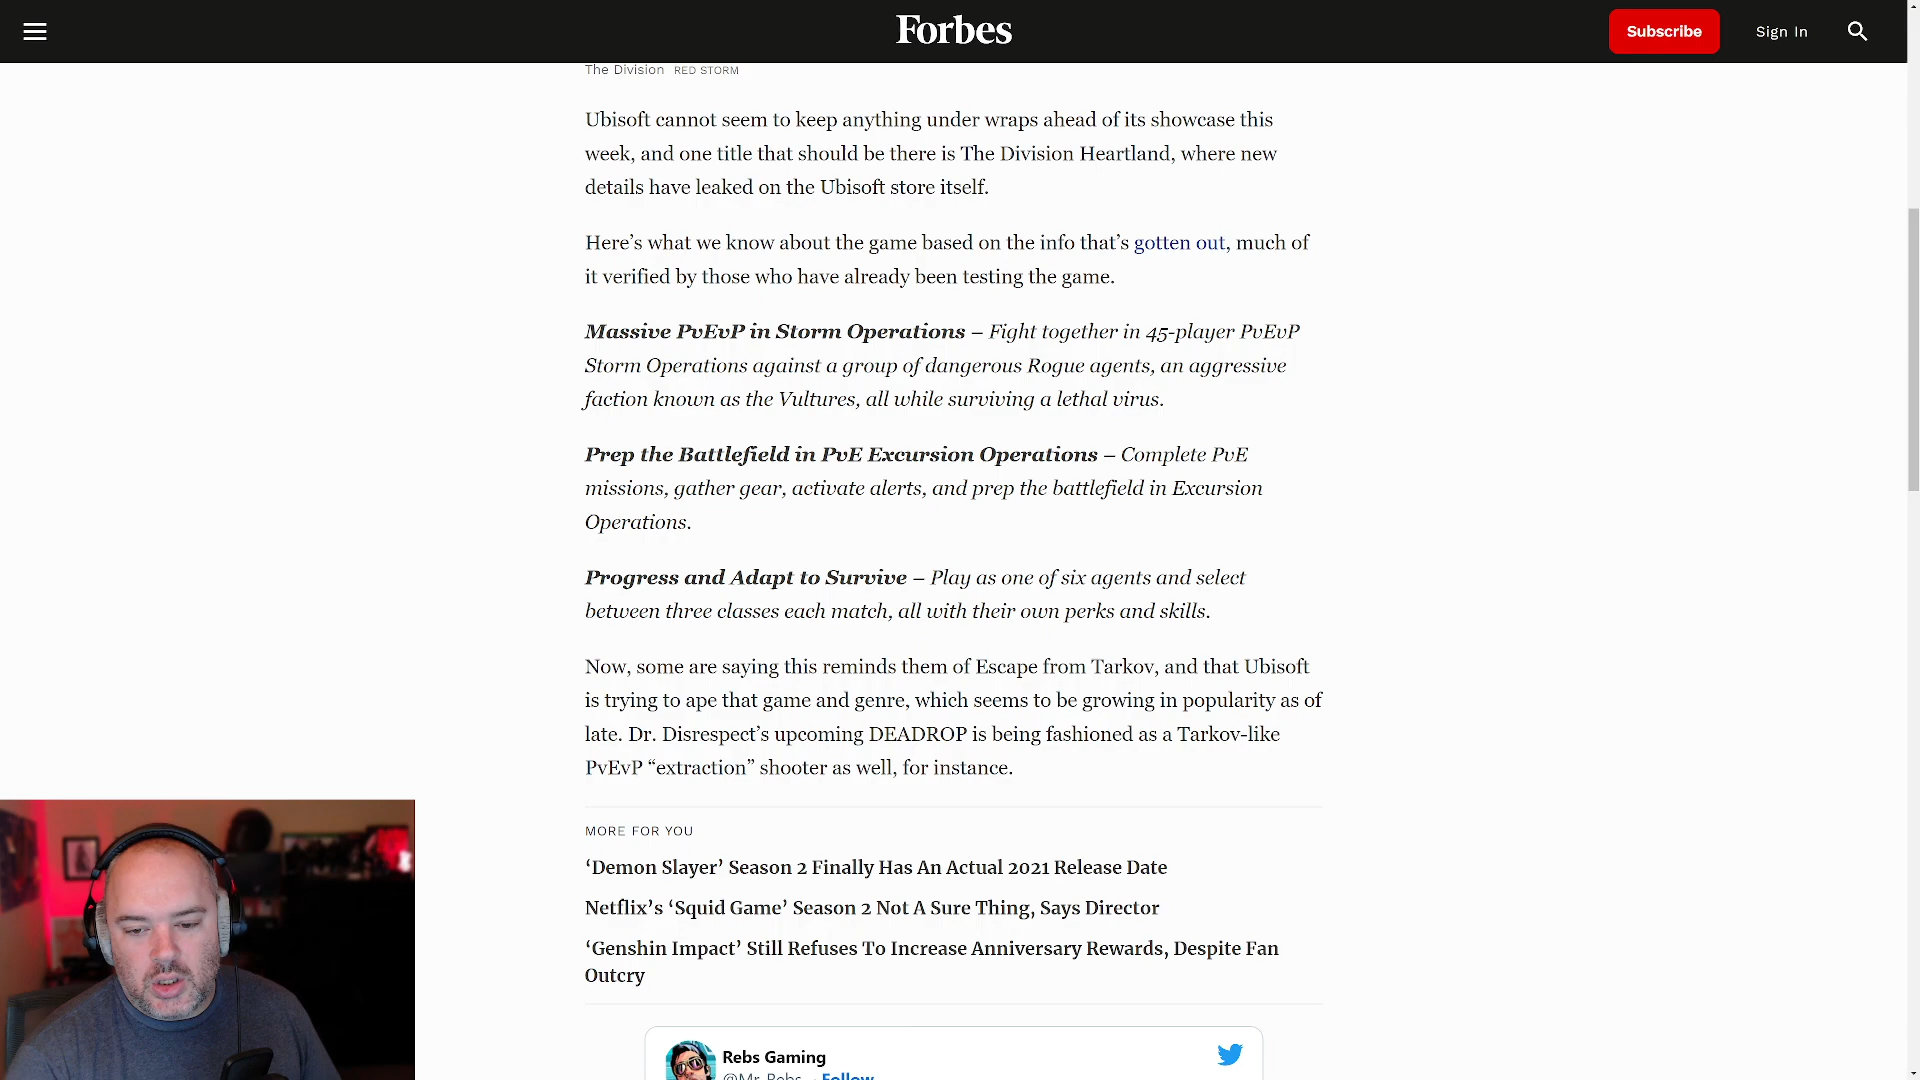 Forbes
Subscribe
Sign In
The Division RED STORM
Ubisoft cannot seem to keep anything under wraps ahead of its showcase this
week, and one title that should be there is The Division Heartland, where new
details have leaked on the Ubisoft store itself.
Here’s what we know about the game based on the info that’s gotten out, much of
it verified by those who have already been testing the game.
Massive PvEvP in Storm Operations – Fight together in 45-player PvEvP
Storm Operations against a group of dangerous Rogue agents, an aggressive
faction known as the Vultures, all while surviving a lethal virus.
Prep the Battlefield in PvE Excursion Operations – Complete PvE
missions, gather gear, activate alerts, and prep the battlefield in Excursion
Operations.
Progress and Adapt to Survive – Play as one of six agents and select
between three classes each match, all with their own perks and skills.
Now, some are saying this reminds them of Escape from Tarkov, and that Ubisoft
is trying to ape that game and genre, which seems to be growing in popularity as of
late. Dr. Disrespect’s upcoming DEADROP is being fashioned as a Tarkov-like
PvEvP “extraction” shooter as well, for instance.
MORE FOR YOU
‘Demon Slayer’ Season 2 Finally Has An Actual 2021 Release Date
Netflix’s ‘Squid Game’ Season 2 Not A Sure Thing, Says Director
‘Genshin Impact’ Still Refuses To Increase Anniversary Rewards, Despite Fan
Outcry
Rebs Gaming
@Mr_Rebs · Follow